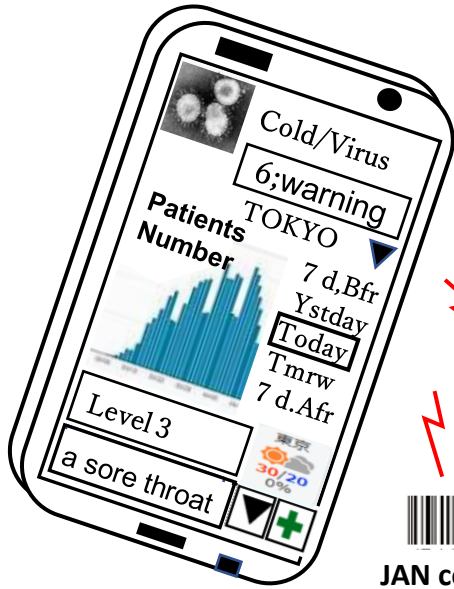 Cold/Virus
6;warning
TOKYO
Patients
Number
7 d,Bfr
Ystday
Today
Tmrw
7 d.Afr
Level 3
東京
30/20
0%
a sore throat
JAN